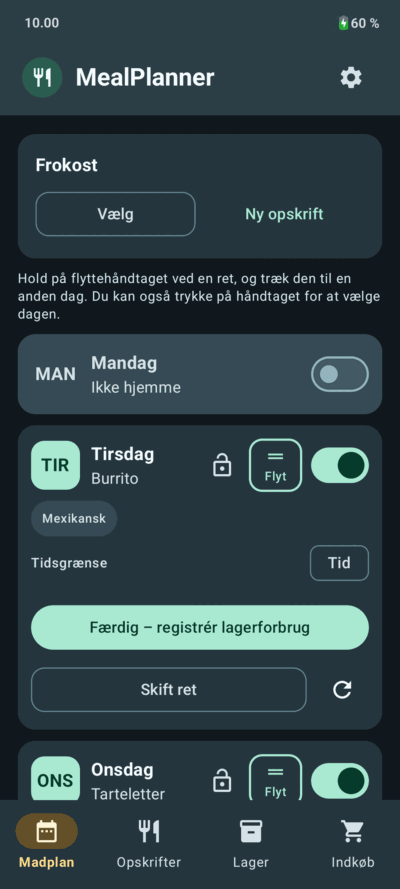 10.00
60 %
MealPlanner
Frokost
Vælg
Ny opskrift
Hold på flyttehåndtaget ved en ret, og træk den til en
anden dag. Du kan også trykke på håndtaget for at vælge
dagen.
MAN
Mandag
Ikke hjemme
TIR
Tirsdag
Burrito
Flyt
Mexikansk
Tidsgrænse
Tid
Færdig – registrér lagerforbrug
Skift ret
ONS
Onsdag
Tarteletter
Flyt
Madplan
Opskrifter
Lager
Indkøb